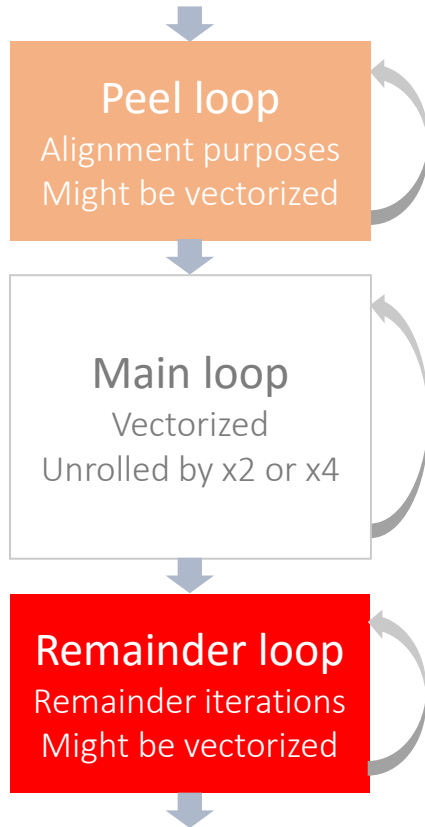 Peel loop
Alignment purposes
Might be vectorized
Main loop
Vectorized
Unrolled by x2 or x4
Remainder loop
Remainder iterations
Might be vectorized